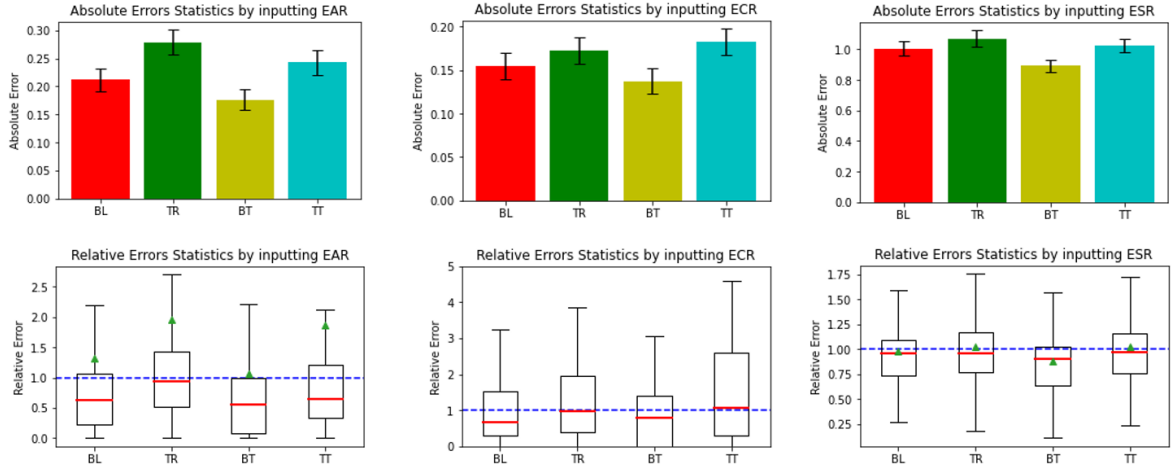 Absolute Errors Statistics by inputting EAR
Absolute Error
0.30
0.25
0.20
0.15
0.10
0.05
0.00
BL TR BT TT
Absolute Errors Statistics by inputting ECR
Absolute Error
0.20
0.15
0.10
0.05
0.00
BL TR BT TT
Absolute Errors Statistics by inputting ESR
Absolute Error
1.0
0.8
0.6
0.4
0.2
0.0
BL TR BT TT
Relative Errors Statistics by inputting EAR
Relative Error
2.5
2.0
1.5
1.0
0.5
0.0
BL TR BT TT
Relative Errors Statistics by inputting ECR
Relative Error
5
4
3
2
1
0
BL TR BT TT
Relative Errors Statistics by inputting ESR
Relative Error
1.75
1.50
1.25
1.00
0.75
0.50
0.25
BL TR BT TT